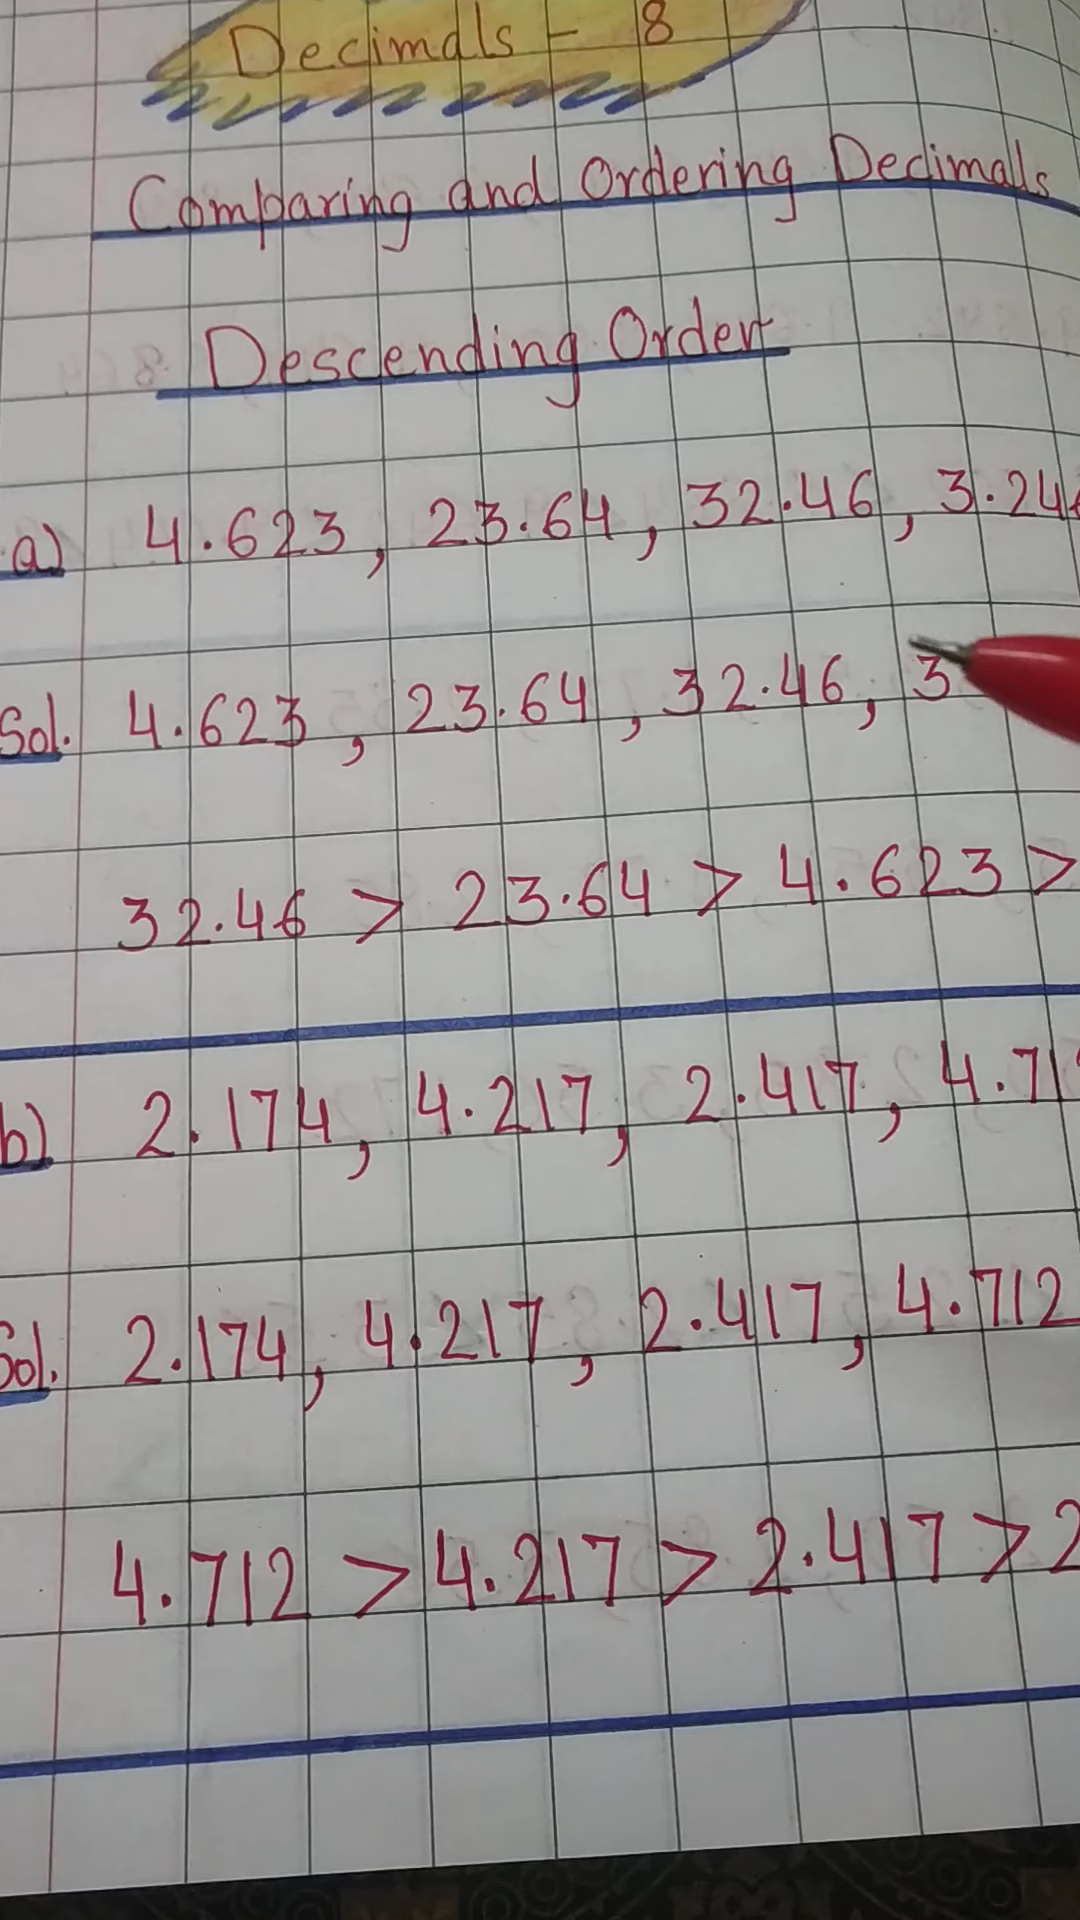 Decimals - 8
Comparing and Ordering Decimals
Descending Order
a) 4.623, 23.64, 32.46, 3.24
Sol. 4.623, 23.64, 32.46, 3
32.46 > 23.64 > 4.623 >
b) 2.174, 4.217, 2.417, 4.71
Sol. 2.174, 4.217, 2.417, 4.712
4.712 > 4.217 > 2.417 > 2